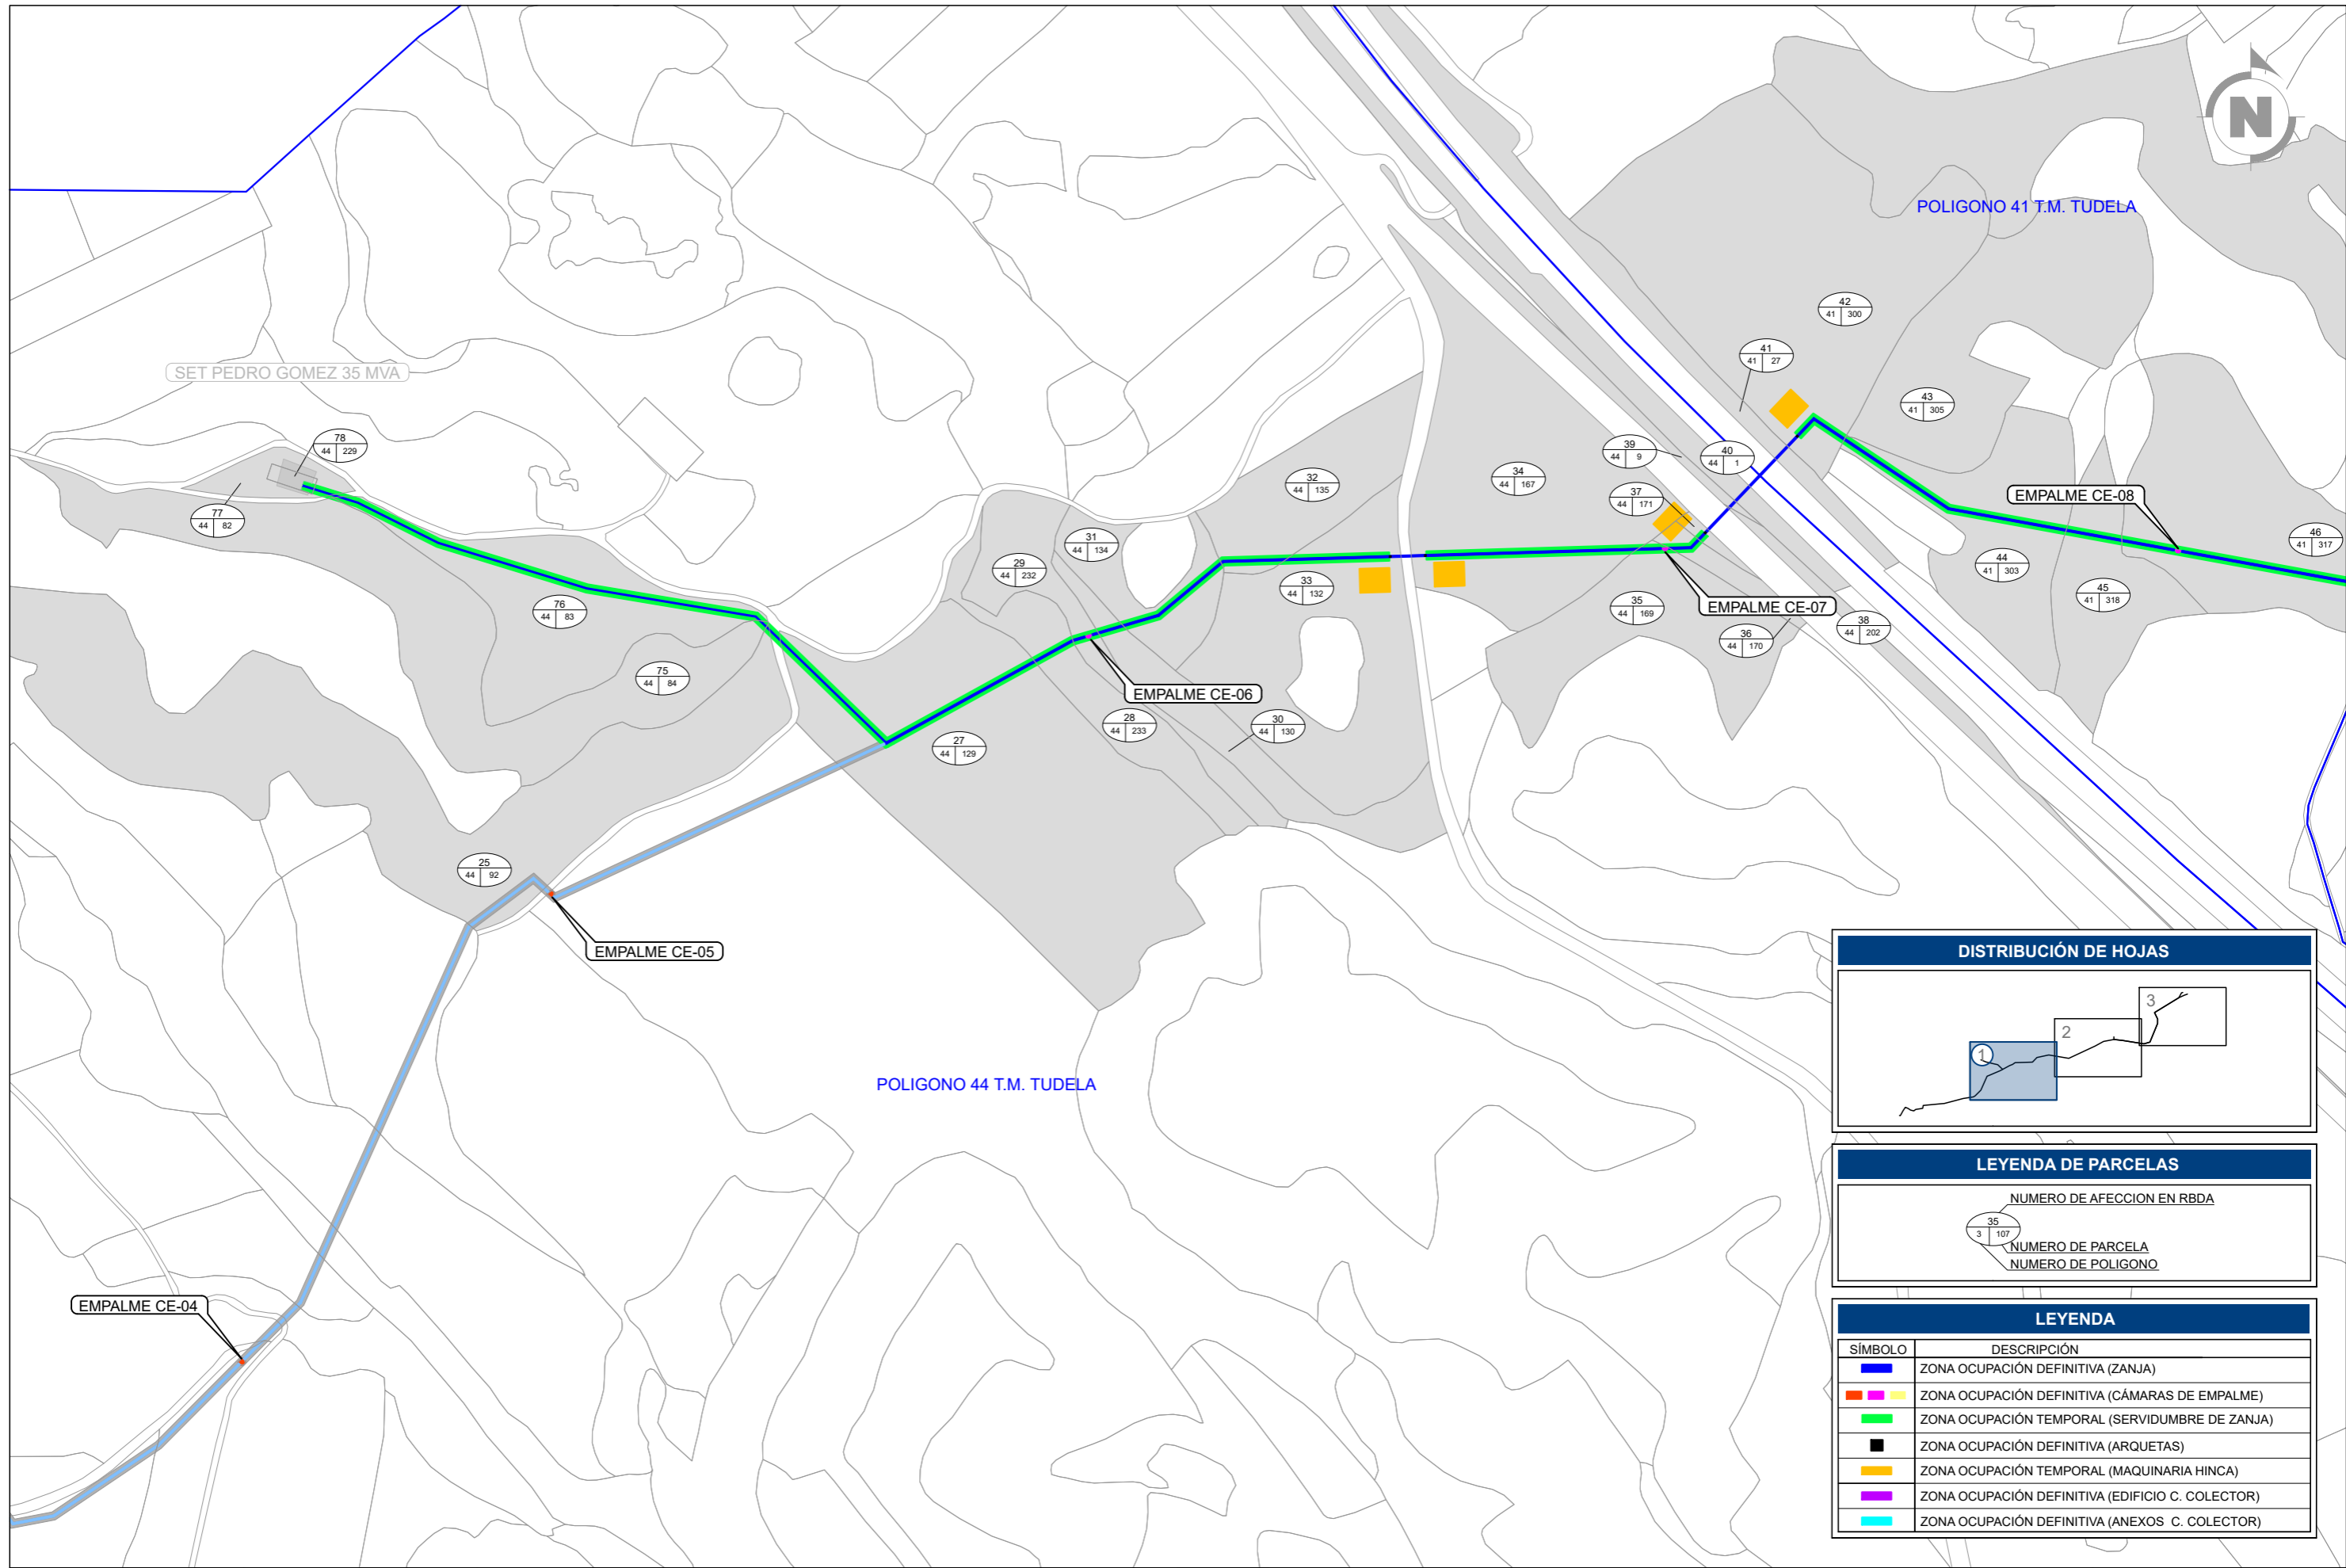 N
POLIGONO 41 T.M. TUDELA
42
41 300
41
41 27
SET PEDRO GOMEZ 35 MVA
43
41 305
78
44 229
39
44 9
40
44 1
32
44 135
34
44 167
37
44 171
EMPALME CE-08
77
44 82
46
41 317
31
44 134
29
44 232
44
41 303
33
44 132
45
41 318
76
44 83
35
44 169
EMPALME CE-07
38
44 202
36
44 170
75
44 84
EMPALME CE-06
28
44 233
30
44 130
27
44 129
25
44 92
EMPALME CE-05
POLIGONO 44 T.M. TUDELA
EMPALME CE-04
DISTRIBUCIÓN DE HOJAS
3
2
1
LEYENDA DE PARCELAS
NUMERO DE AFECCION EN RBDA
35
3 107
NUMERO DE PARCELA
NUMERO DE POLIGONO
LEYENDA
SÍMBOLO DESCRIPCIÓN
ZONA OCUPACIÓN DEFINITIVA (ZANJA)
ZONA OCUPACIÓN DEFINITIVA (CÁMARAS DE EMPALME)
ZONA OCUPACIÓN TEMPORAL (SERVIDUMBRE DE ZANJA)
ZONA OCUPACIÓN DEFINITIVA (ARQUETAS)
ZONA OCUPACIÓN TEMPORAL (MAQUINARIA HINCA)
ZONA OCUPACIÓN DEFINITIVA (EDIFICIO C. COLECTOR)
ZONA OCUPACIÓN DEFINITIVA (ANEXOS C. COLECTOR)